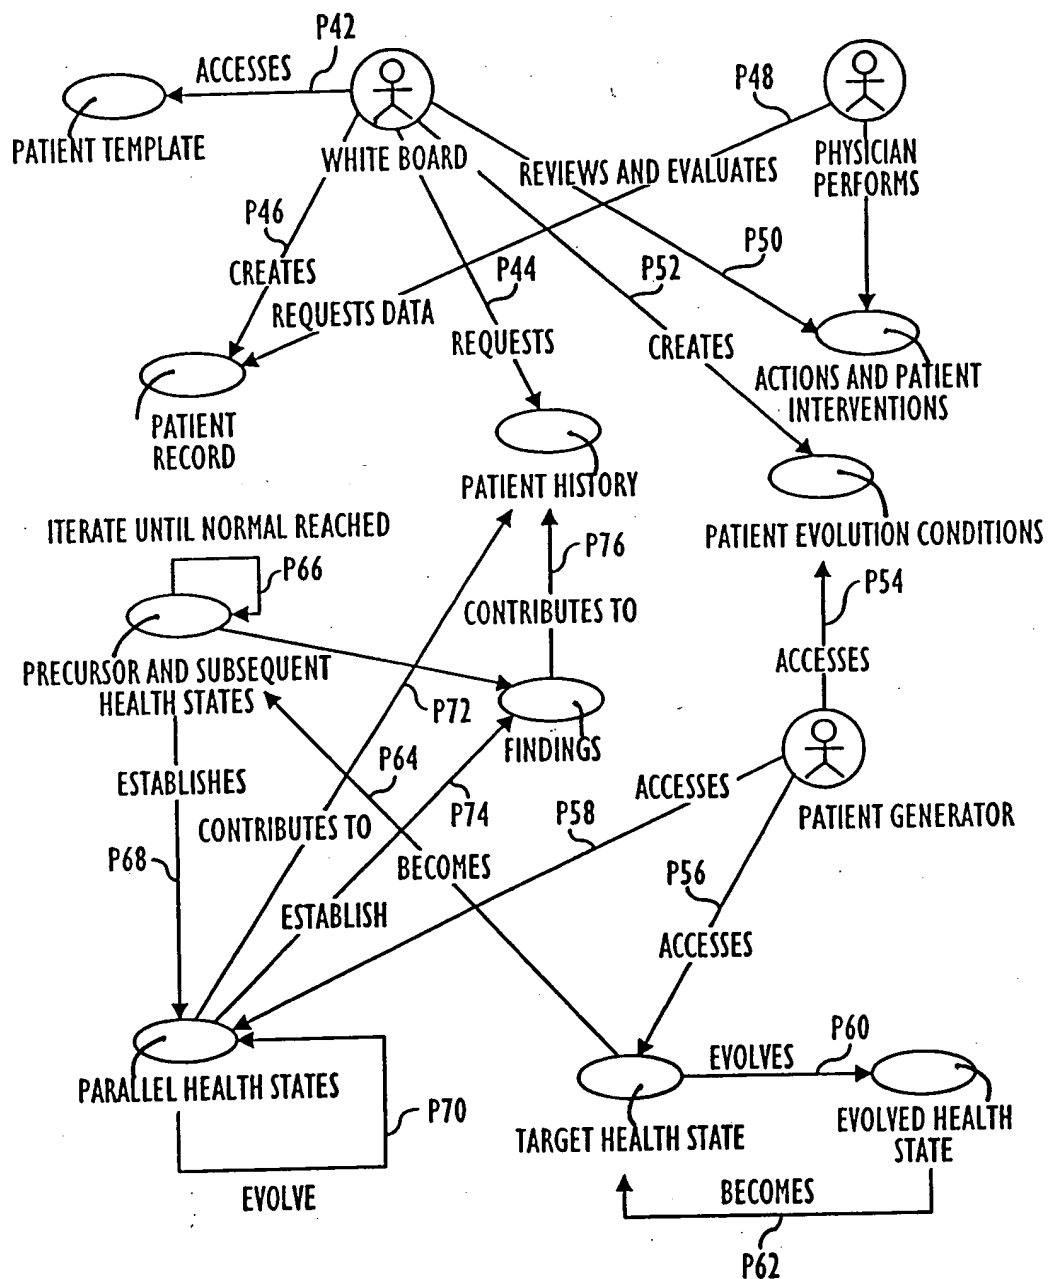 P42
ACCESSES
P48
PATIENT TEMPLATE
WHITE BOARD
PHYSICIAN
PERFORMS
REVIEWS AND EVALUATES
P46
P50
P44
P52
CREATES
REQUESTS DATA
REQUESTS
CREATES
ACTIONS AND PATIENT
INTERVENTIONS
PATIENT
RECORD
PATIENT HISTORY
ITERATE UNTIL NORMAL REACHED
PATIENT EVOLUTION CONDITIONS
P76
P66
P54
CONTRIBUTES TO
ACCESSES
PRECURSOR AND SUBSEQUENT
HEALTH STATES
P72
FINDINGS
ESTABLISHES
P64
ACCESSES
P74
P58
PATIENT GENERATOR
CONTRIBUTES TO
P68
BECOMES
P56
ESTABLISH
ACCESSES
P60
EVOLVES
PARALLEL HEALTH STATES
P70
TARGET HEALTH STATE
EVOLVED HEALTH
STATE
EVOLVE
BECOMES
P62